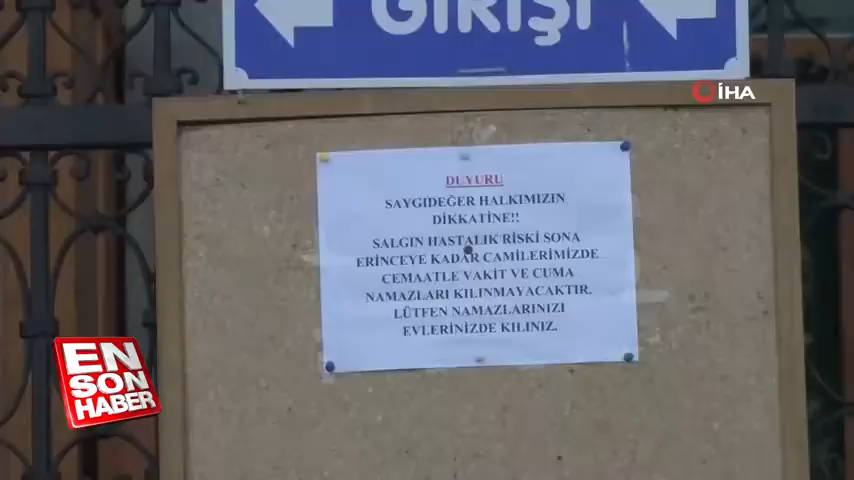 GİRİŞİ
İHA
DUYURU
SAYGIDEĞER HALKIMIZIN
DİKKATİNE!!
SALGIN HASTALIK RİSKİ SONA
ERİNCEYE KADAR CAMİLERİMİZDE
CEMAATLE VAKİT VE CUMA
NAMAZLARI KILINMAYACAKTIR.
LÜTFEN NAMAZLARINIZI
EVLERİNİZDE KILINIZ.
EN
SON
HABER